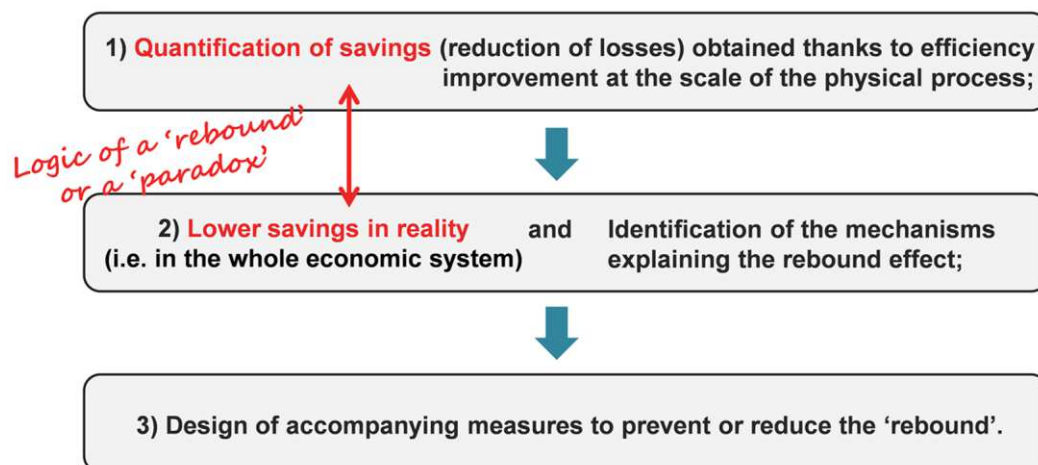 1) Quantification of savings (reduction of losses) obtained thanks to efficiency
improvement at the scale of the physical process;
Logic of a ‘rebound’
or a ‘paradox’
2) Lower savings in reality and Identification of the mechanisms
(i.e. in the whole economic system) explaining the rebound effect;
3) Design of accompanying measures to prevent or reduce the ‘rebound’.